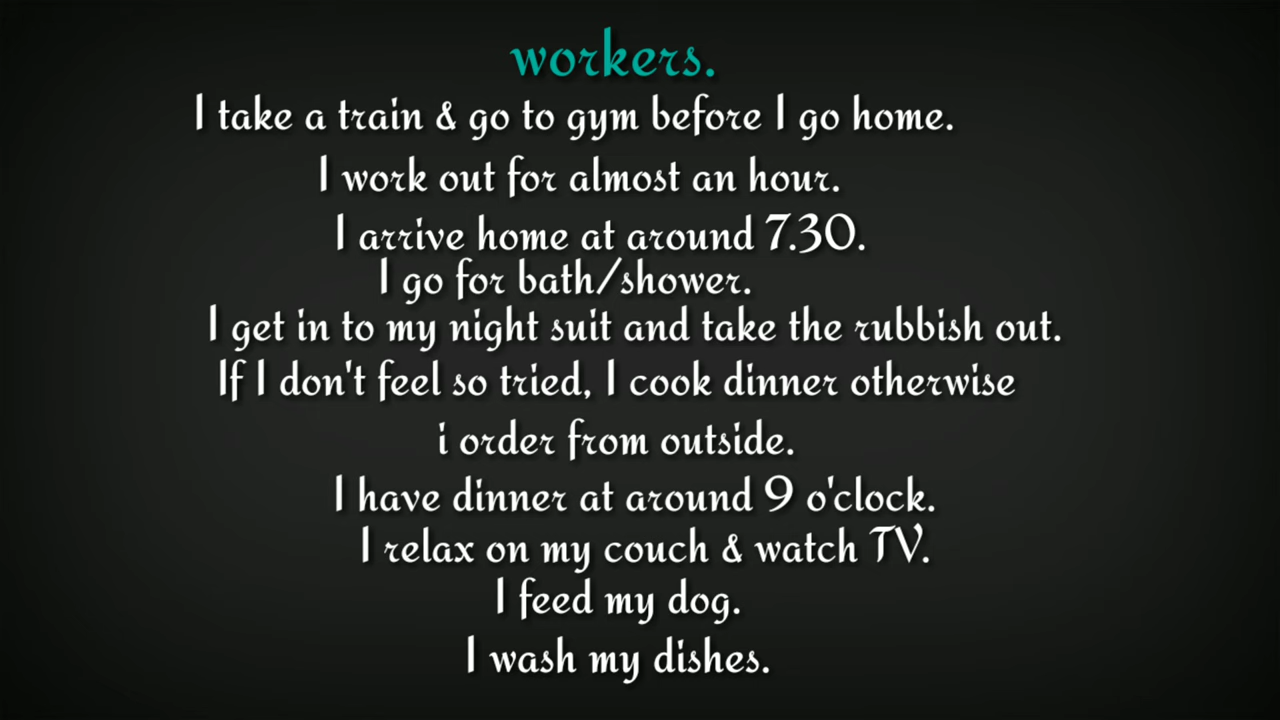 workers.
I take a train & go to gym before I go home.
I work out for almost an hour.
I arrive home at around 7.30.
I go for bath/shower.
I get in to my night suit and take the rubbish out.
If I don't feel so tried, I cook dinner otherwise
i order from outside.
I have dinner at around 9 o'clock.
I relax on my couch & watch TV.
I feed my dog.
I wash my dishes.